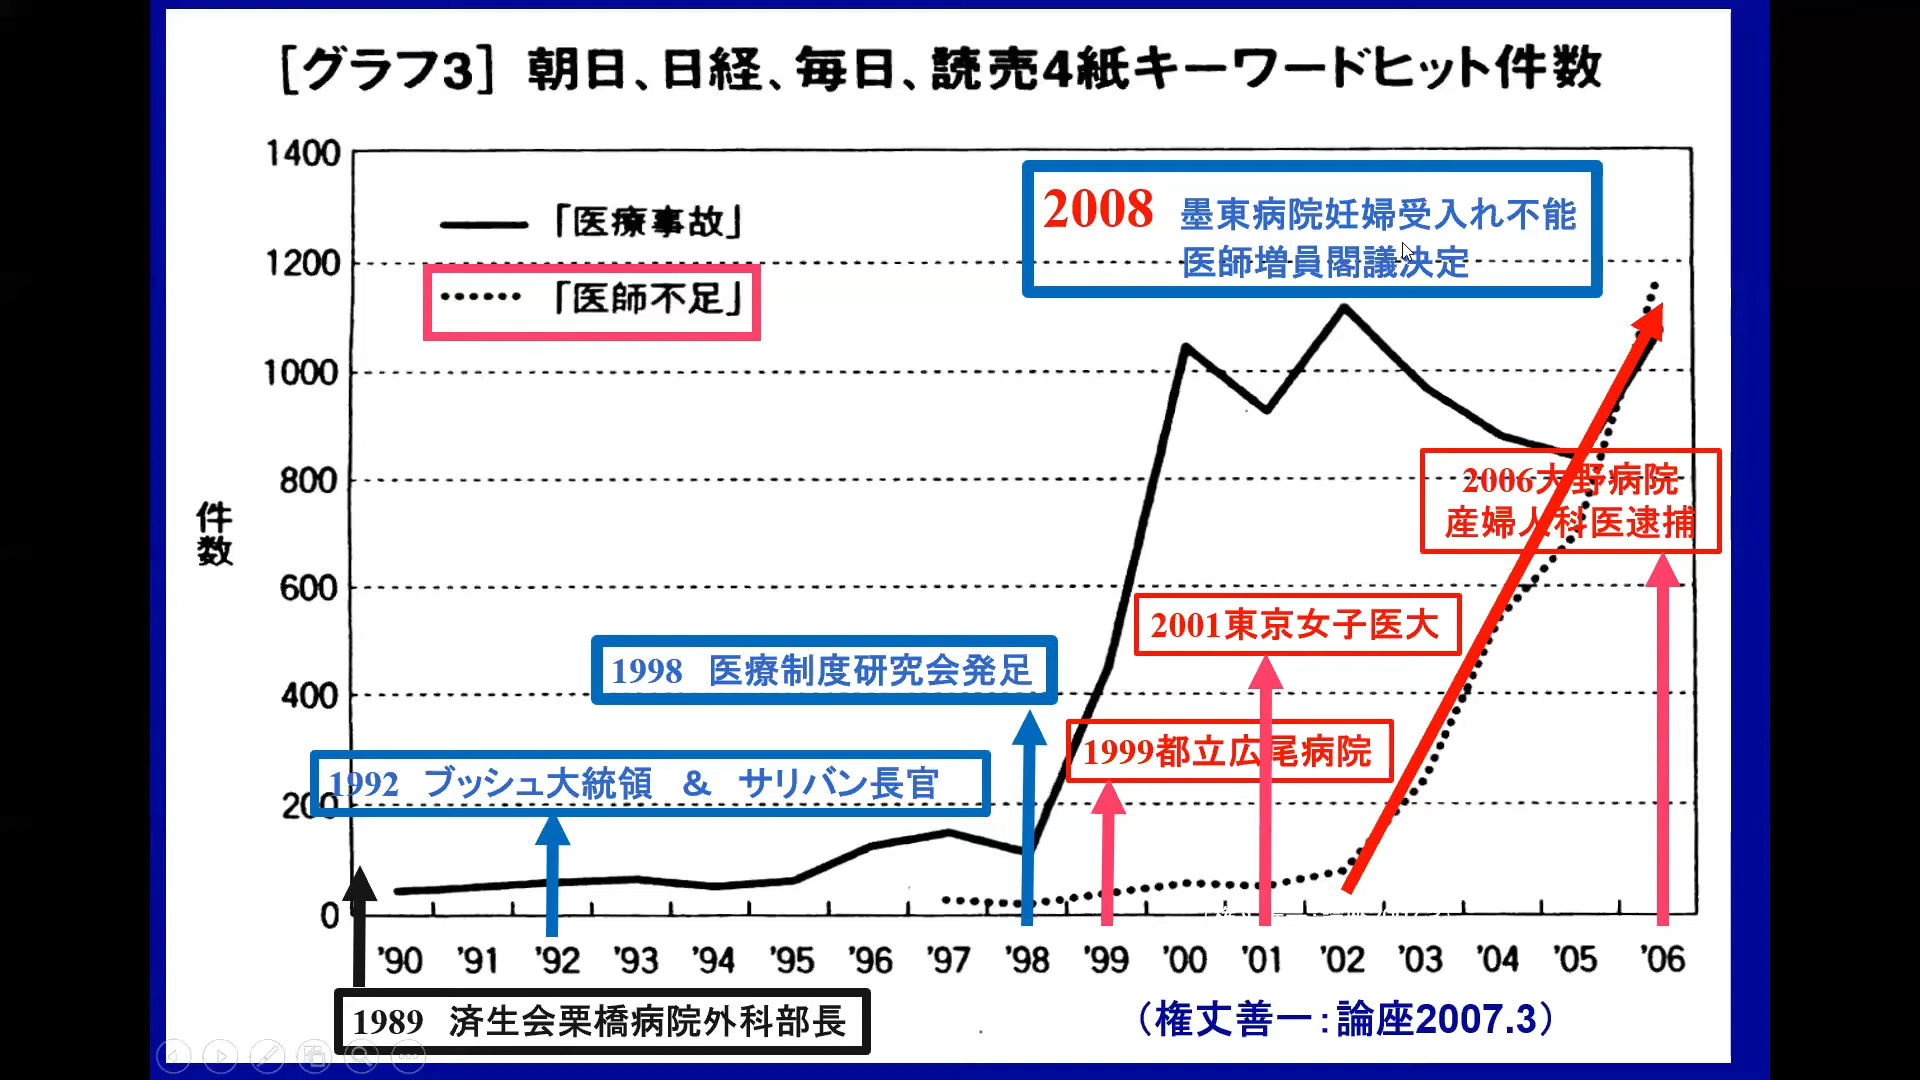 ［グラフ3］ 朝日、日経、毎日、読売4紙キーワードヒット件数
1400
1200
1000
800
600
400
200
0
件数
「医療事故」
「医師不足」
2008 墨東病院妊婦受入れ不能
医師増員閣議決定
2006大野病院
産婦人科医逮捕
2001東京女子医大
1998 医療制度研究会発足
1999都立広尾病院
1992 ブッシュ大統領 & サリバン長官
'90 '91 '92 '93 '94 '95 '96 '97 '98 '99 '00 '01 '02 '03 '04 '05 '06
1989 済生会栗橋病院外科部長
（権丈善一：論座2007.3）